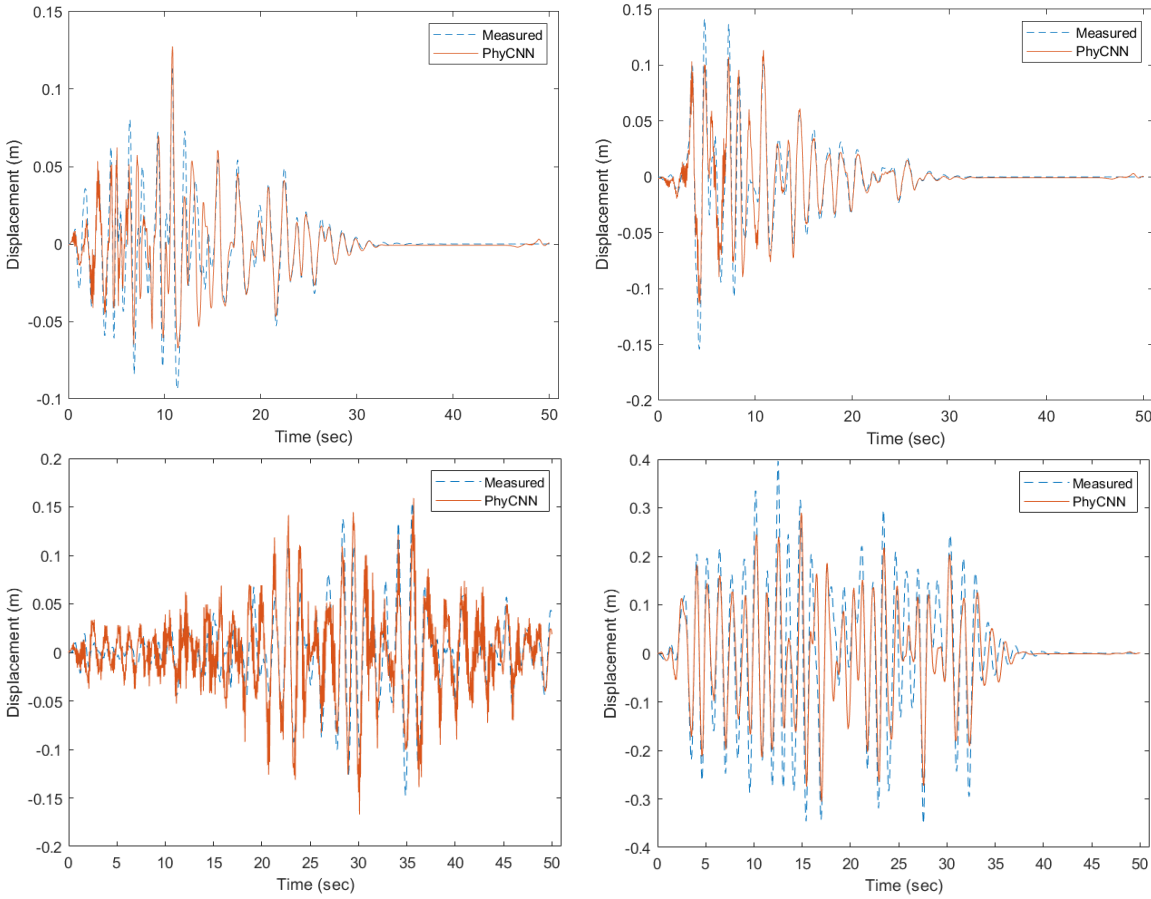 0.15
0.1
0.05
0
-0.05
-0.1
Displacement (m)
Measured
PhyCNN
0 10 20 30 40 50
Time (sec)
0.15
0.1
0.05
0
-0.05
-0.1
-0.15
-0.2
Displacement (m)
Measured
PhyCNN
0 10 20 30 40 50
Time (sec)
0.2
0.15
0.1
0.05
0
-0.05
-0.1
-0.15
-0.2
Displacement (m)
Measured
PhyCNN
0 5 10 15 20 25 30 35 40 45 50
Time (sec)
0.4
0.3
0.2
0.1
0
-0.1
-0.2
-0.3
-0.4
Displacement (m)
Measured
PhyCNN
0 5 10 15 20 25 30 35 40 45 50
Time (sec)